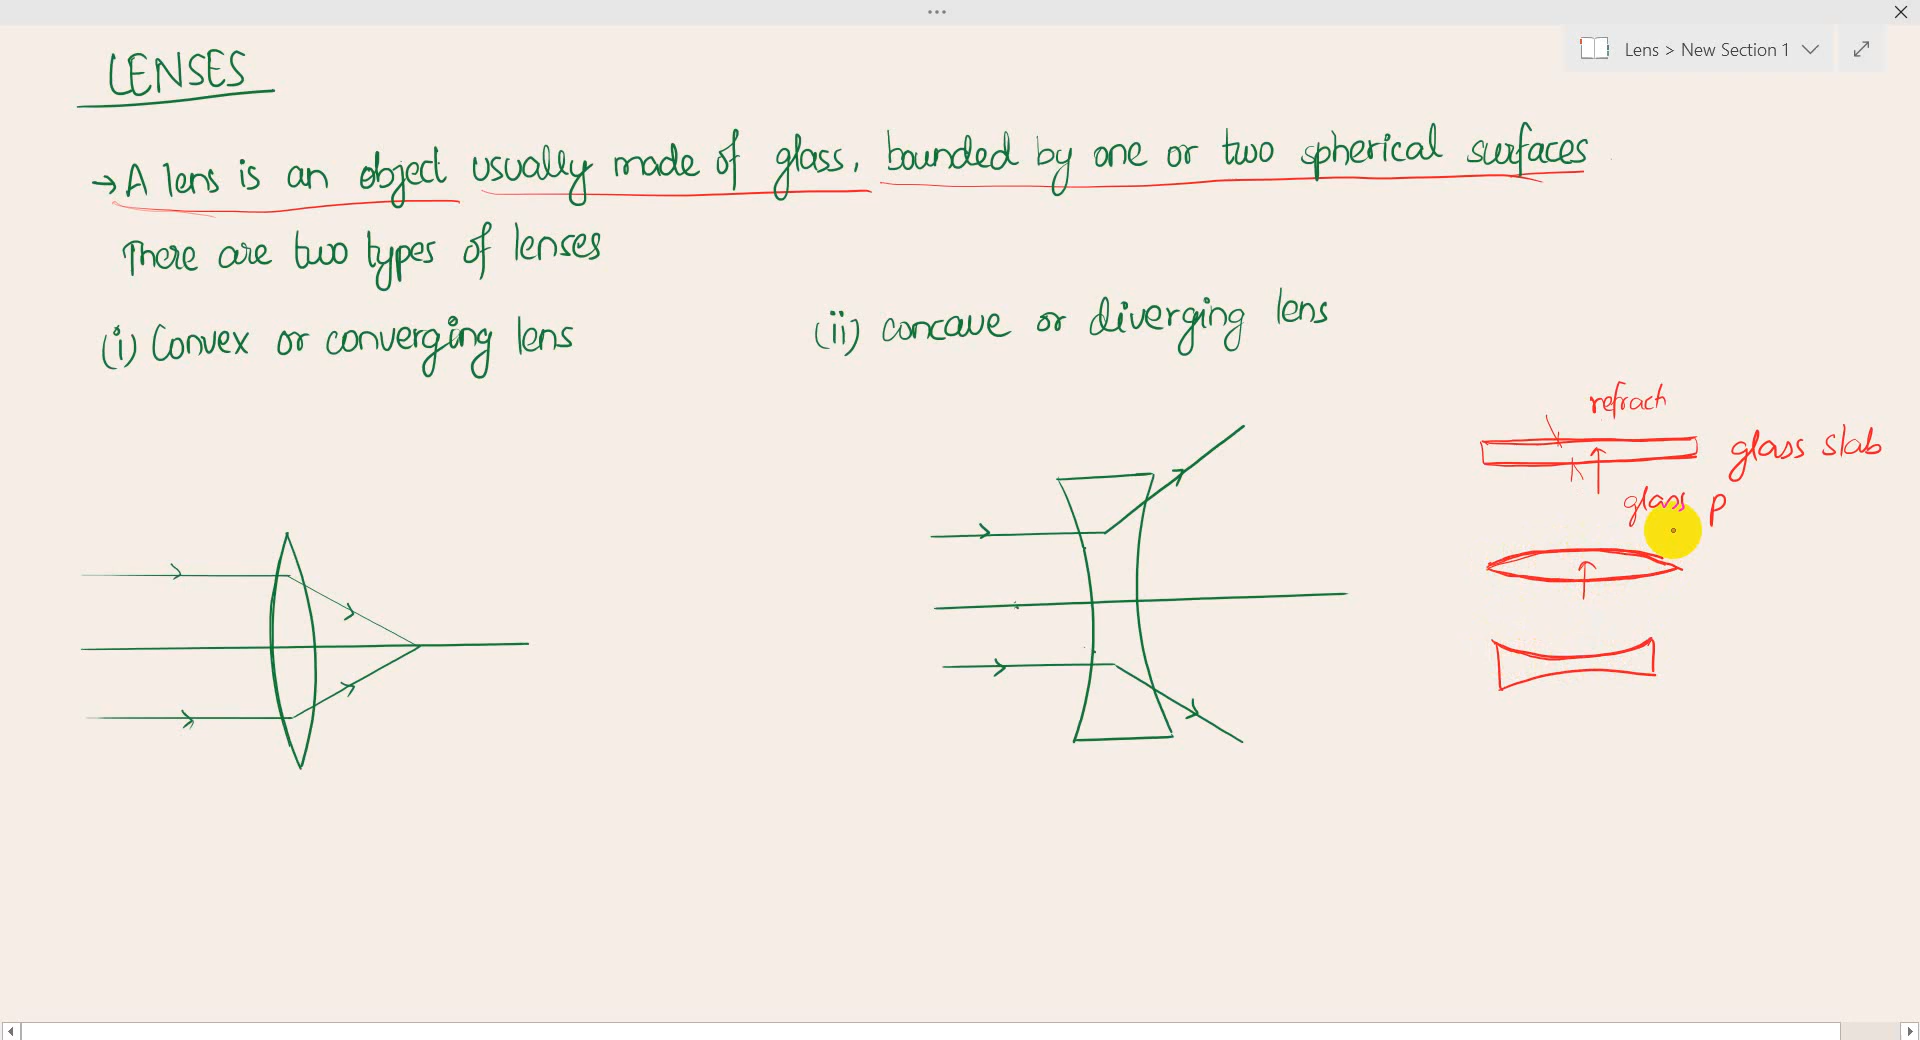 Lens > New Section 1
LENSES
→ A lens is an object usually made of glass, bounded by one or two spherical surfaces
There are two types of lenses
(i) Convex or converging lens
(ii) concave or diverging lens
refrach
glass slab
glass p